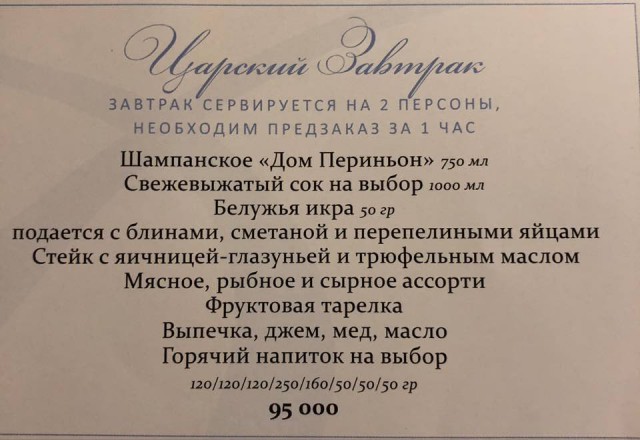 Царский Завтрак
ЗАВТРАК СЕРВИРУЕТСЯ НА 2 ПЕРСОНЫ,
НЕОБХОДИМ ПРЕДЗАКАЗ ЗА 1 ЧАС
Шампанское «Дом Периньон» 750 мл
Свежевыжатый сок на выбор 1000 мл
Белужья икра 50 гр
подается с блинами, сметаной и перепелиными яйцами
Стейк с яичницей-глазуньей и трюфельным маслом
Мясное, рыбное и сырное ассорти
Фруктовая тарелка
Выпечка, джем, мед, масло
Горячий напиток на выбор
120/120/120/250/160/50/50/50 гр
95 000